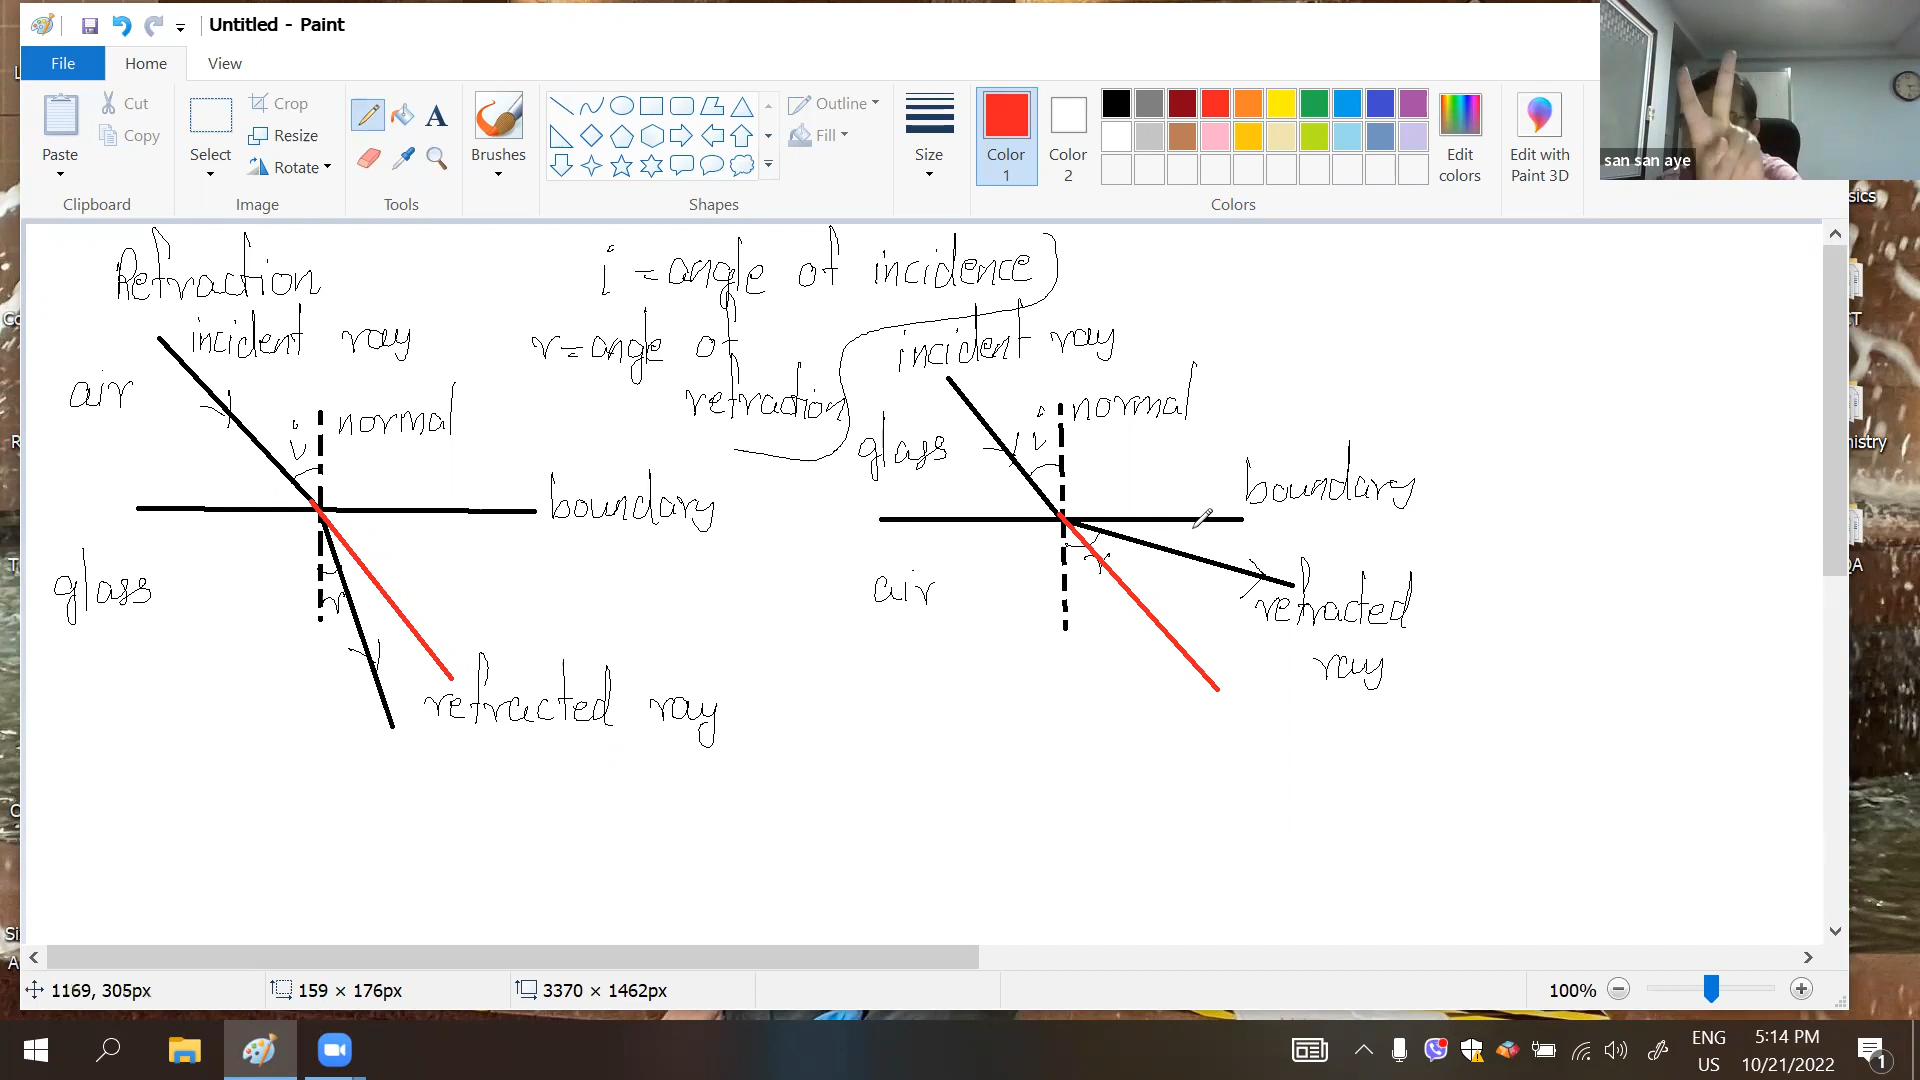 Untitled - Paint
File
Home
View
Paste
Cut
Copy
Clipboard
Select
Crop
Resize
Rotate
Image
A
Tools
Brushes
Outline
Fill
Shapes
Size
Color 1
Color 2
Edit colors
Edit with Paint 3D
Colors
san san aye
Refraction
i = angle of incidence
incident ray
r = angle of
refraction
air
i
normal
boundary
glass
r
refracted ray
incident ray
glass
i
normal
boundary
air
r
refracted
ray
sics
1169, 305px
159 × 176px
3370 × 1462px
100%
ENG
US
5:14 PM
10/21/2022
1